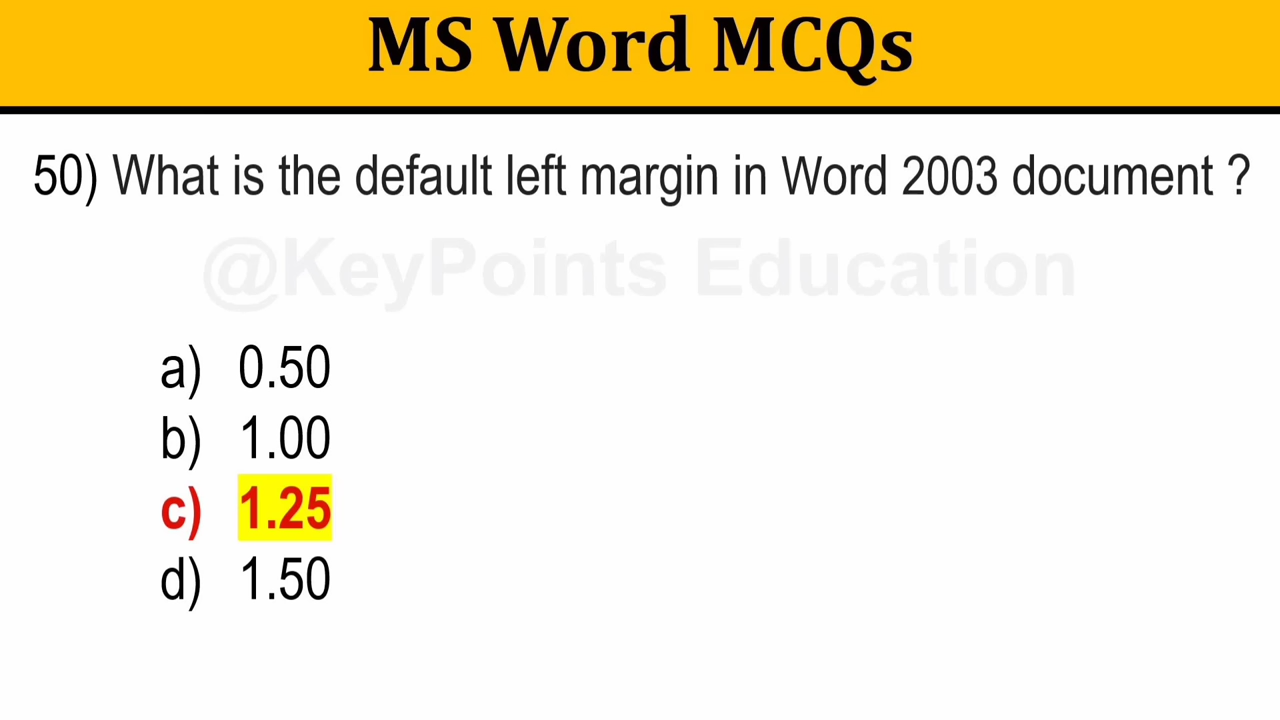 MS Word MCQs
50) What is the default left margin in Word 2003 document ?
@KeyPoints Education
a) 0.50
b) 1.00
c) 1.25
d) 1.50